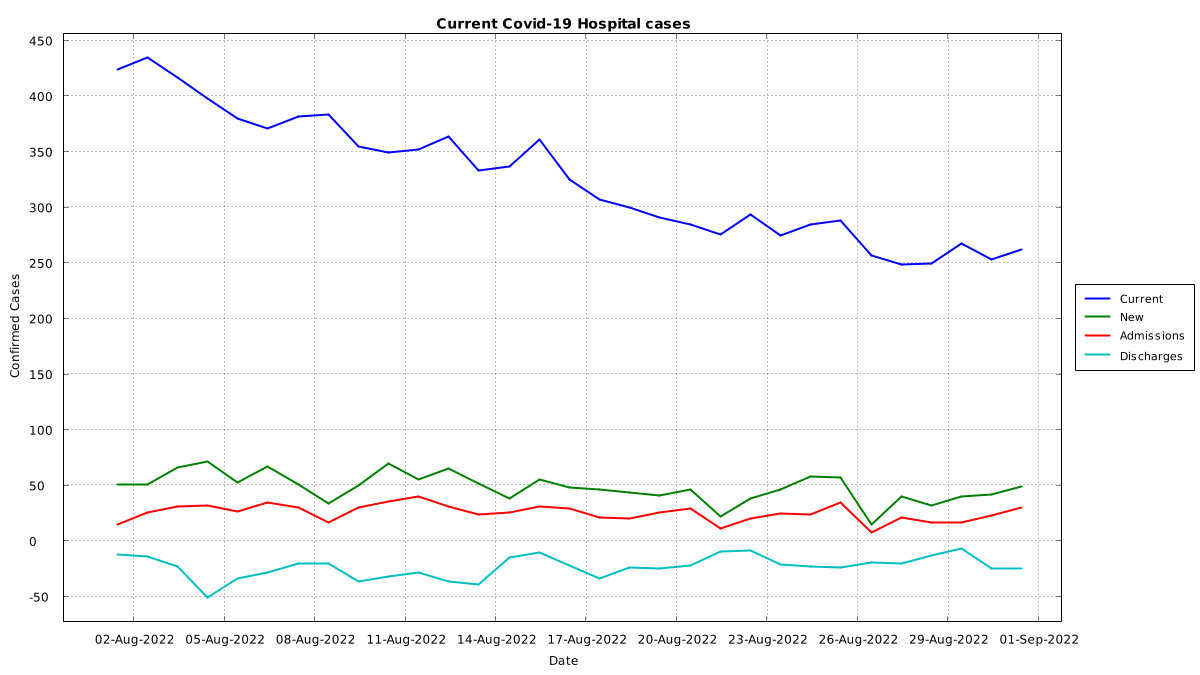 Current Covid-19 Hospital cases
450
400
350
300
250
200
150
100
50
0
-50
Confirmed Cases
02-Aug-2022 05-Aug-2022 08-Aug-2022 11-Aug-2022 14-Aug-2022 17-Aug-2022 20-Aug-2022 23-Aug-2022 26-Aug-2022 29-Aug-2022 01-Sep-2022
Date
Current
New
Admissions
Discharges